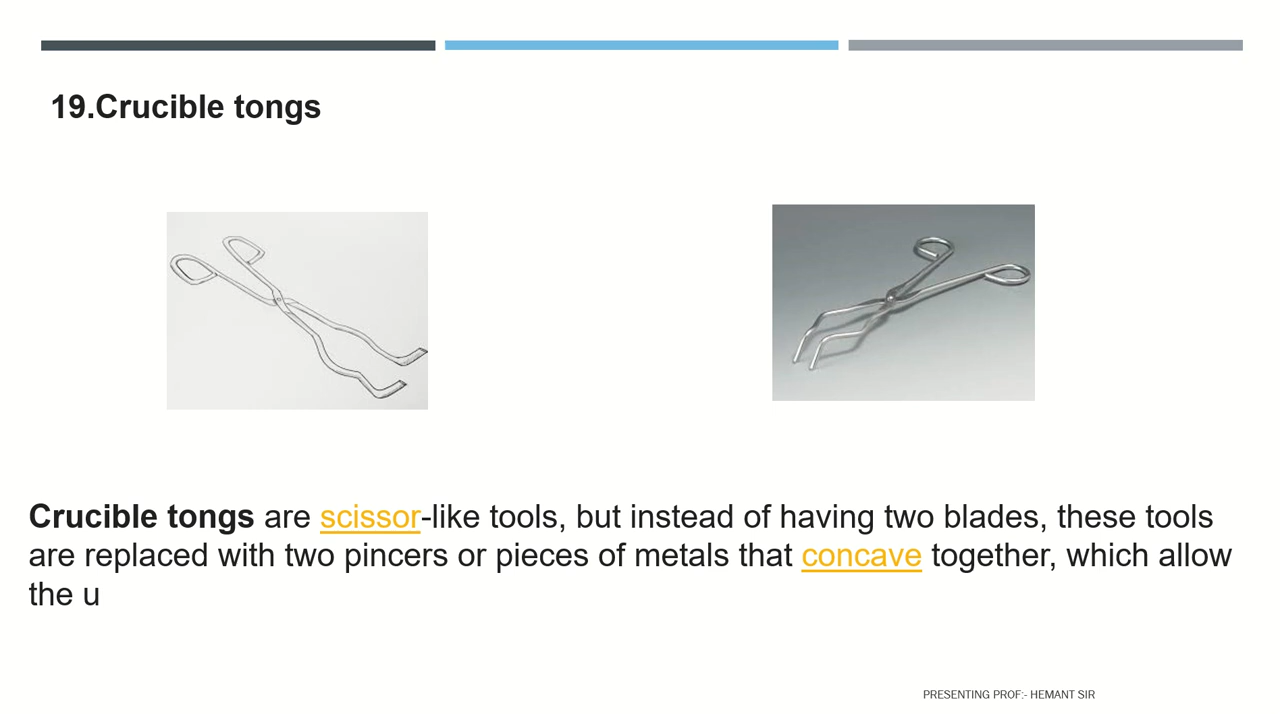 19.Crucible tongs
Crucible tongs are scissor-like tools, but instead of having two blades, these tools
are replaced with two pincers or pieces of metals that concave together, which allow
the u
PRESENTING PROF:- HEMANT SIR